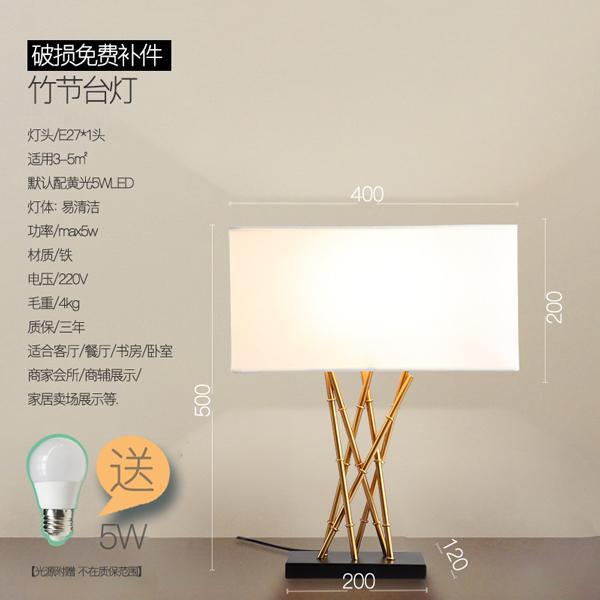 破损免费补件
竹节台灯
灯头/E27*1头
适用3-5㎡
默认配黄光5WLED
灯体: 易清洁
功率/max5w
材质/铁
电压/220V
毛重/4kg
质保/三年
适合客厅/餐厅/书房/卧室
商家会所/商辅展示/
家居卖场展示等.
送
5W
【光源附赠 不在质保范围】
400
200
500
120
200